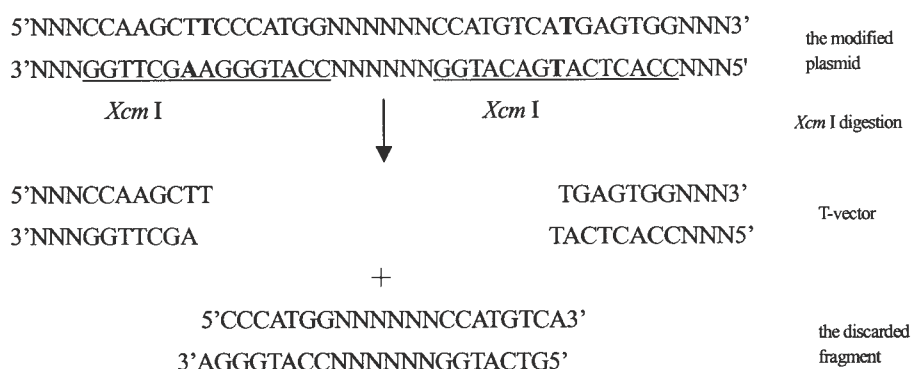 5’NNNCCAAGCTTCCCATGGNNNNNNCCATGTCATGAGTGGNNN3’
3’NNNGGTTCGAAGGGTACCNNNNNNGGTACAGTACTCACCNNN5'
the modified
plasmid
Xcm I
Xcm I
Xcm I digestion
5’NNNCCAAGCTT
TGAGTGGNNN3’
3’NNNGGTTCGA
TACTCACCNNN5’
T-vector
+
5’CCCATGGNNNNNNCCATGTCA3’
3’AGGGTACCNNNNNNGGTACTG5’
the discarded
fragment